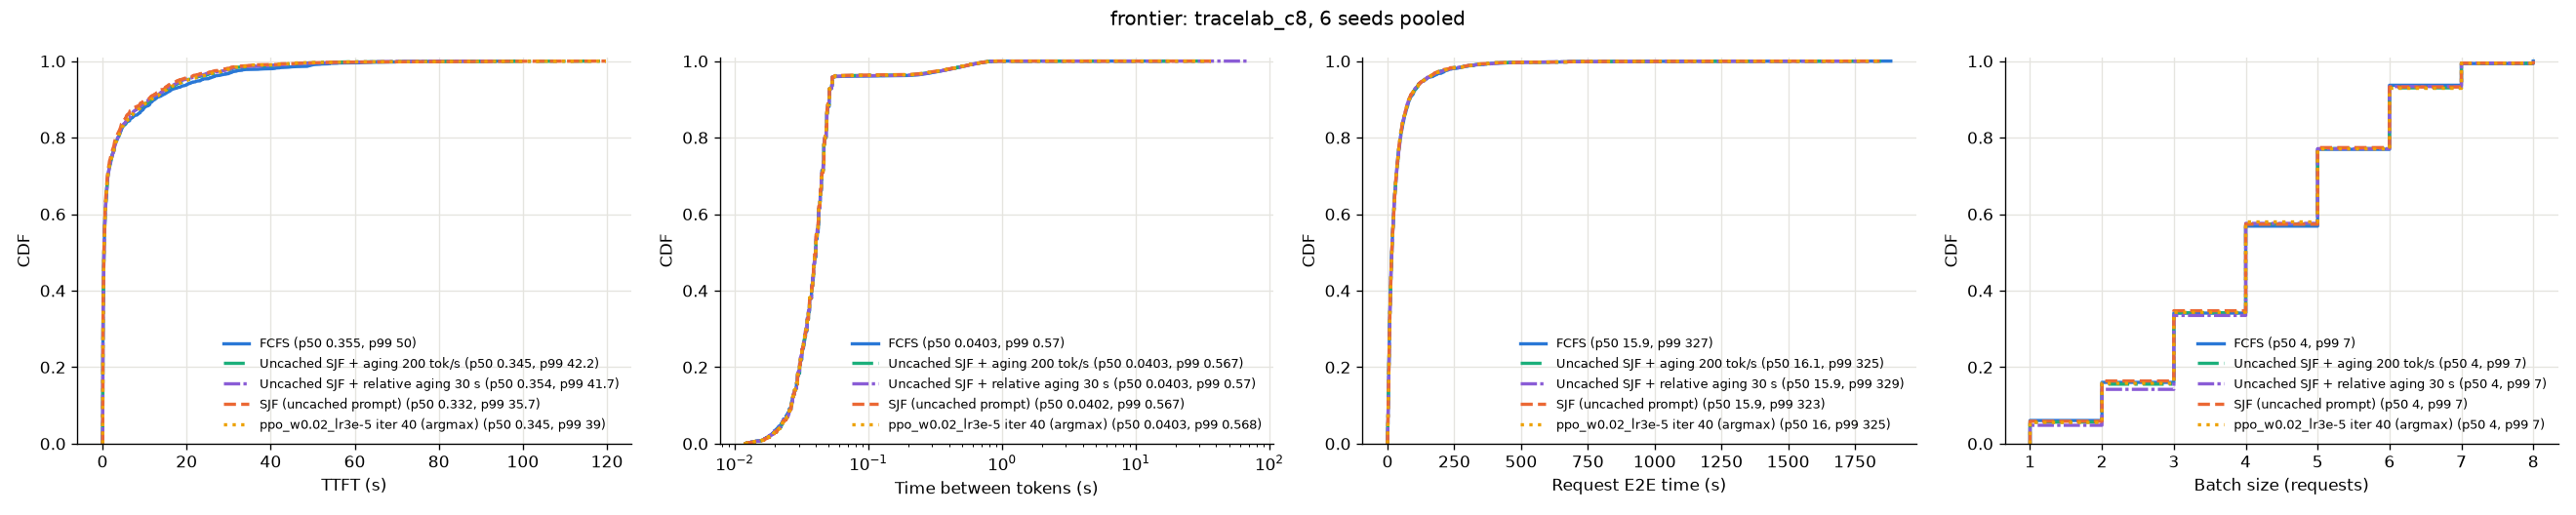 frontier: tracelab_c8, 6 seeds pooled
CDF
1.0
0.8
0.6
0.4
0.2
0.0
FCFS (p50 0.355, p99 50)
Uncached SJF + aging 200 tok/s (p50 0.345, p99 42.2)
Uncached SJF + relative aging 30 s (p50 0.354, p99 41.7)
SJF (uncached prompt) (p50 0.332, p99 35.7)
ppo_w0.02_lr3e-5 iter 40 (argmax) (p50 0.345, p99 39)
0 20 40 60 80 100 120
TTFT (s)
CDF
1.0
0.8
0.6
0.4
0.2
0.0
FCFS (p50 0.0403, p99 0.57)
Uncached SJF + aging 200 tok/s (p50 0.0403, p99 0.567)
Uncached SJF + relative aging 30 s (p50 0.0403, p99 0.57)
SJF (uncached prompt) (p50 0.0402, p99 0.567)
ppo_w0.02_lr3e-5 iter 40 (argmax) (p50 0.0403, p99 0.568)
10⁻² 10⁻¹ 10⁰ 10¹ 10²
Time between tokens (s)
CDF
1.0
0.8
0.6
0.4
0.2
0.0
FCFS (p50 15.9, p99 327)
Uncached SJF + aging 200 tok/s (p50 16.1, p99 325)
Uncached SJF + relative aging 30 s (p50 15.9, p99 329)
SJF (uncached prompt) (p50 15.9, p99 323)
ppo_w0.02_lr3e-5 iter 40 (argmax) (p50 16, p99 325)
0 250 500 750 1000 1250 1500 1750
Request E2E time (s)
CDF
1.0
0.8
0.6
0.4
0.2
0.0
FCFS (p50 4, p99 7)
Uncached SJF + aging 200 tok/s (p50 4, p99 7)
Uncached SJF + relative aging 30 s (p50 4, p99 7)
SJF (uncached prompt) (p50 4, p99 7)
ppo_w0.02_lr3e-5 iter 40 (argmax) (p50 4, p99 7)
1 2 3 4 5 6 7 8
Batch size (requests)